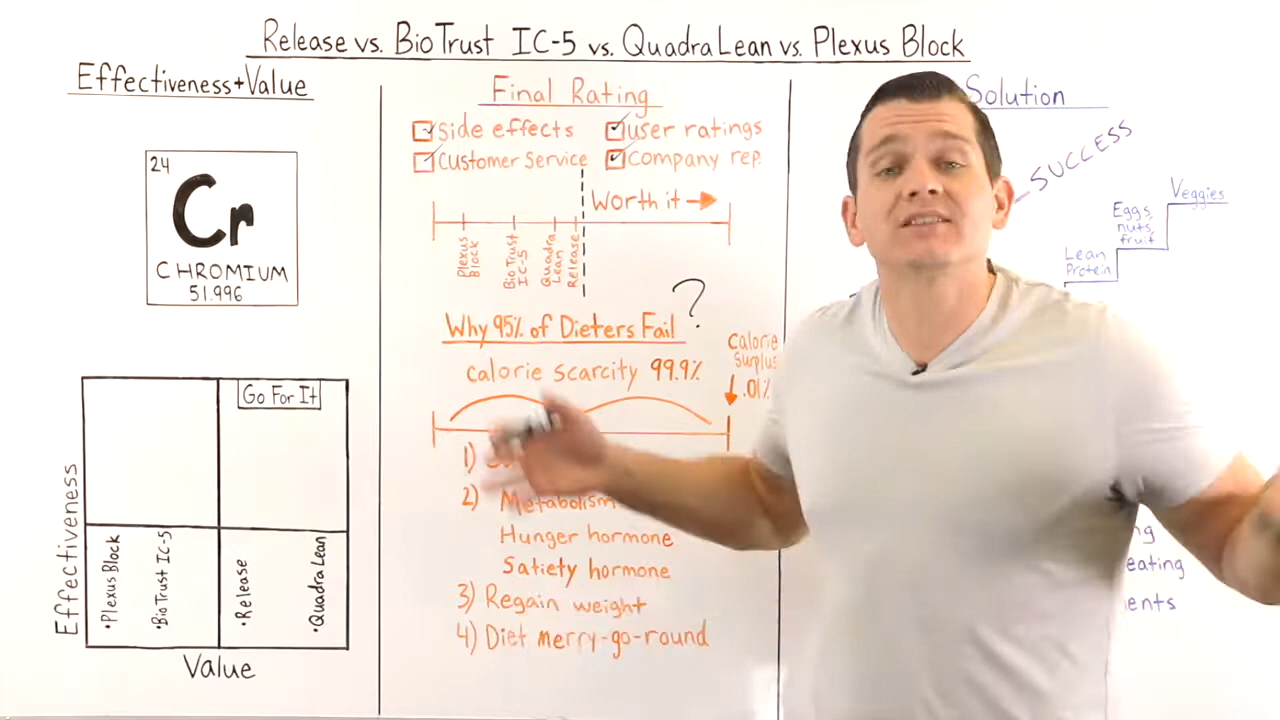 Release vs. BioTrust IC-5 vs. QuadraLean vs. Plexus Block
Effectiveness+Value
24
Cr
CHROMIUM
51.996
Go For It
Effectiveness
Plexus Block
BioTrust IC-5
Release
Quadra Lean
Value
Final Rating
side effects
user ratings
Customer Service
company rep.
Worth it
Plexus
Block
BioTrust
IC-5
Quadra
Lean
Release
Why 95% of Dieters Fail ?
calorie scarcity 99.9%
calorie
surplus
.01%
1)
2) Metabolism
Hunger hormone
Satiety hormone
3) Regain weight
4) Diet merry-go-round
Solution
SUCCESS
Veggies
Eggs,
nuts,
fruit
Lean
Protein
eating